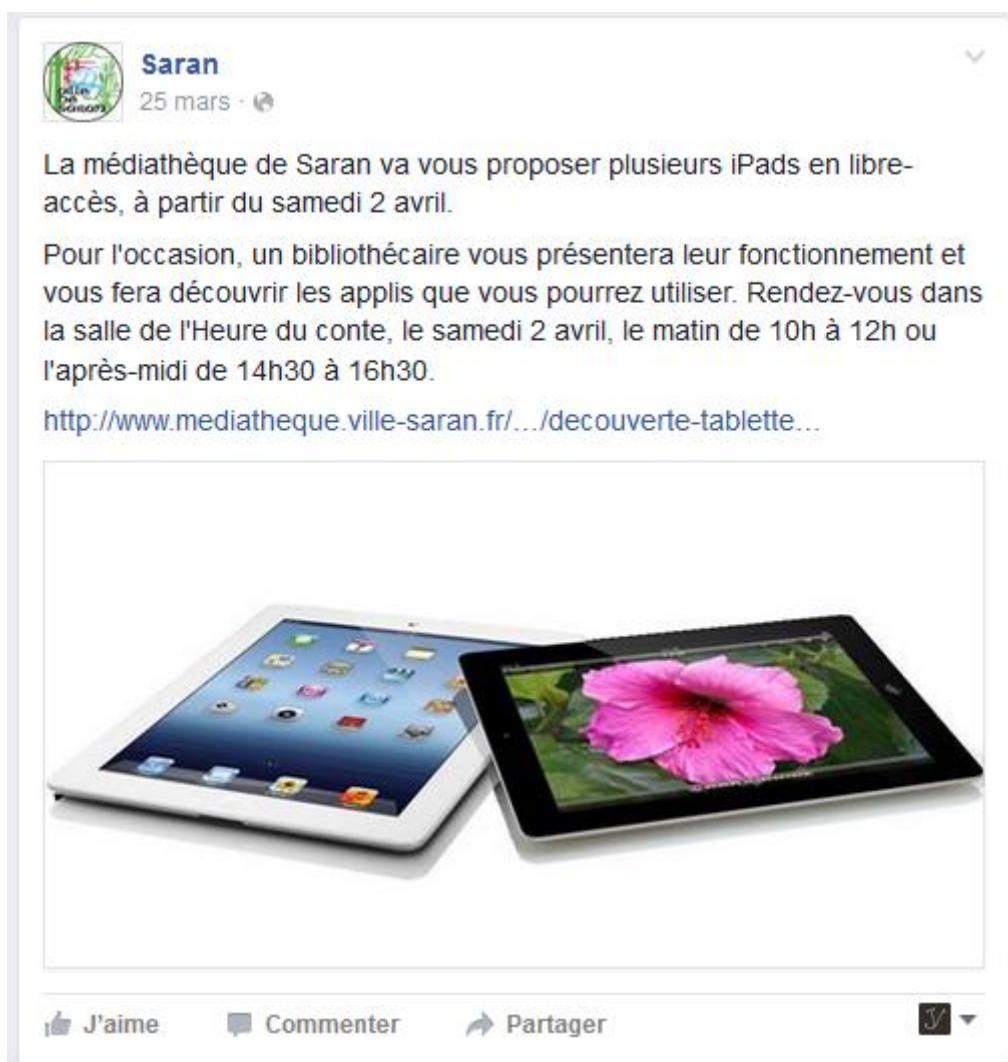 Saran
25 mars
La médiathèque de Saran va vous proposer plusieurs iPads en libre-
accès, à partir du samedi 2 avril.
Pour l'occasion, un bibliothécaire vous présentera leur fonctionnement et
vous fera découvrir les applis que vous pourrez utiliser. Rendez-vous dans
la salle de l'Heure du conte, le samedi 2 avril, le matin de 10h à 12h ou
l'après-midi de 14h30 à 16h30.
http://www.mediatheque.ville-saran.fr/…/decouverte-tablette…
J'aime
Commenter
Partager